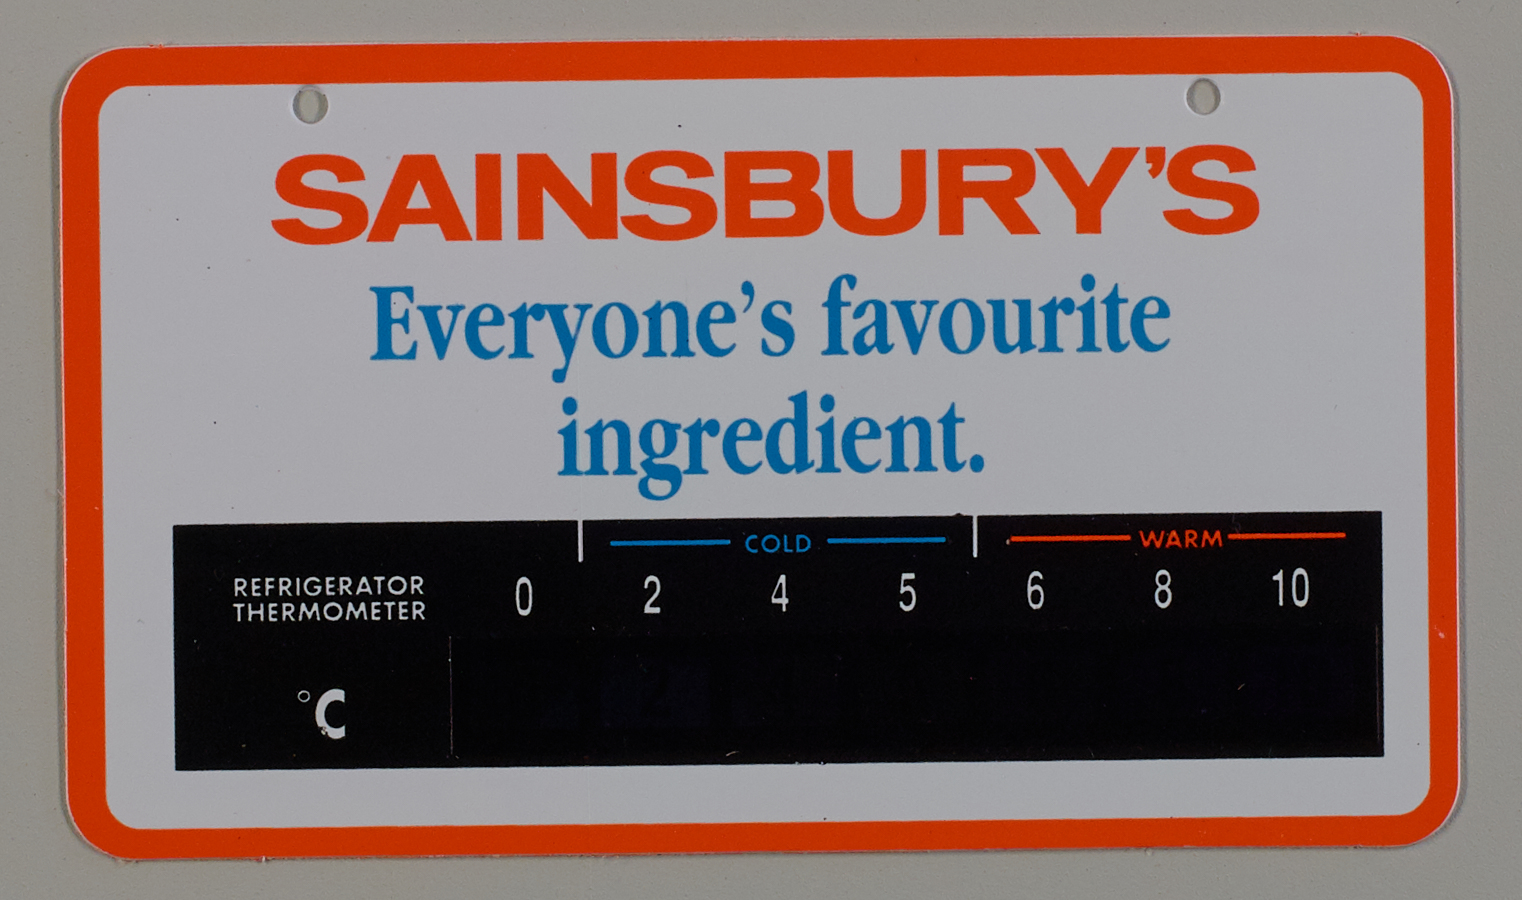 SAINSBURY'S
Everyone's favourite
ingredient.
COLD WARM
REFRIGERATOR
THERMOMETER
0 2 4 5 6 8 10
°C